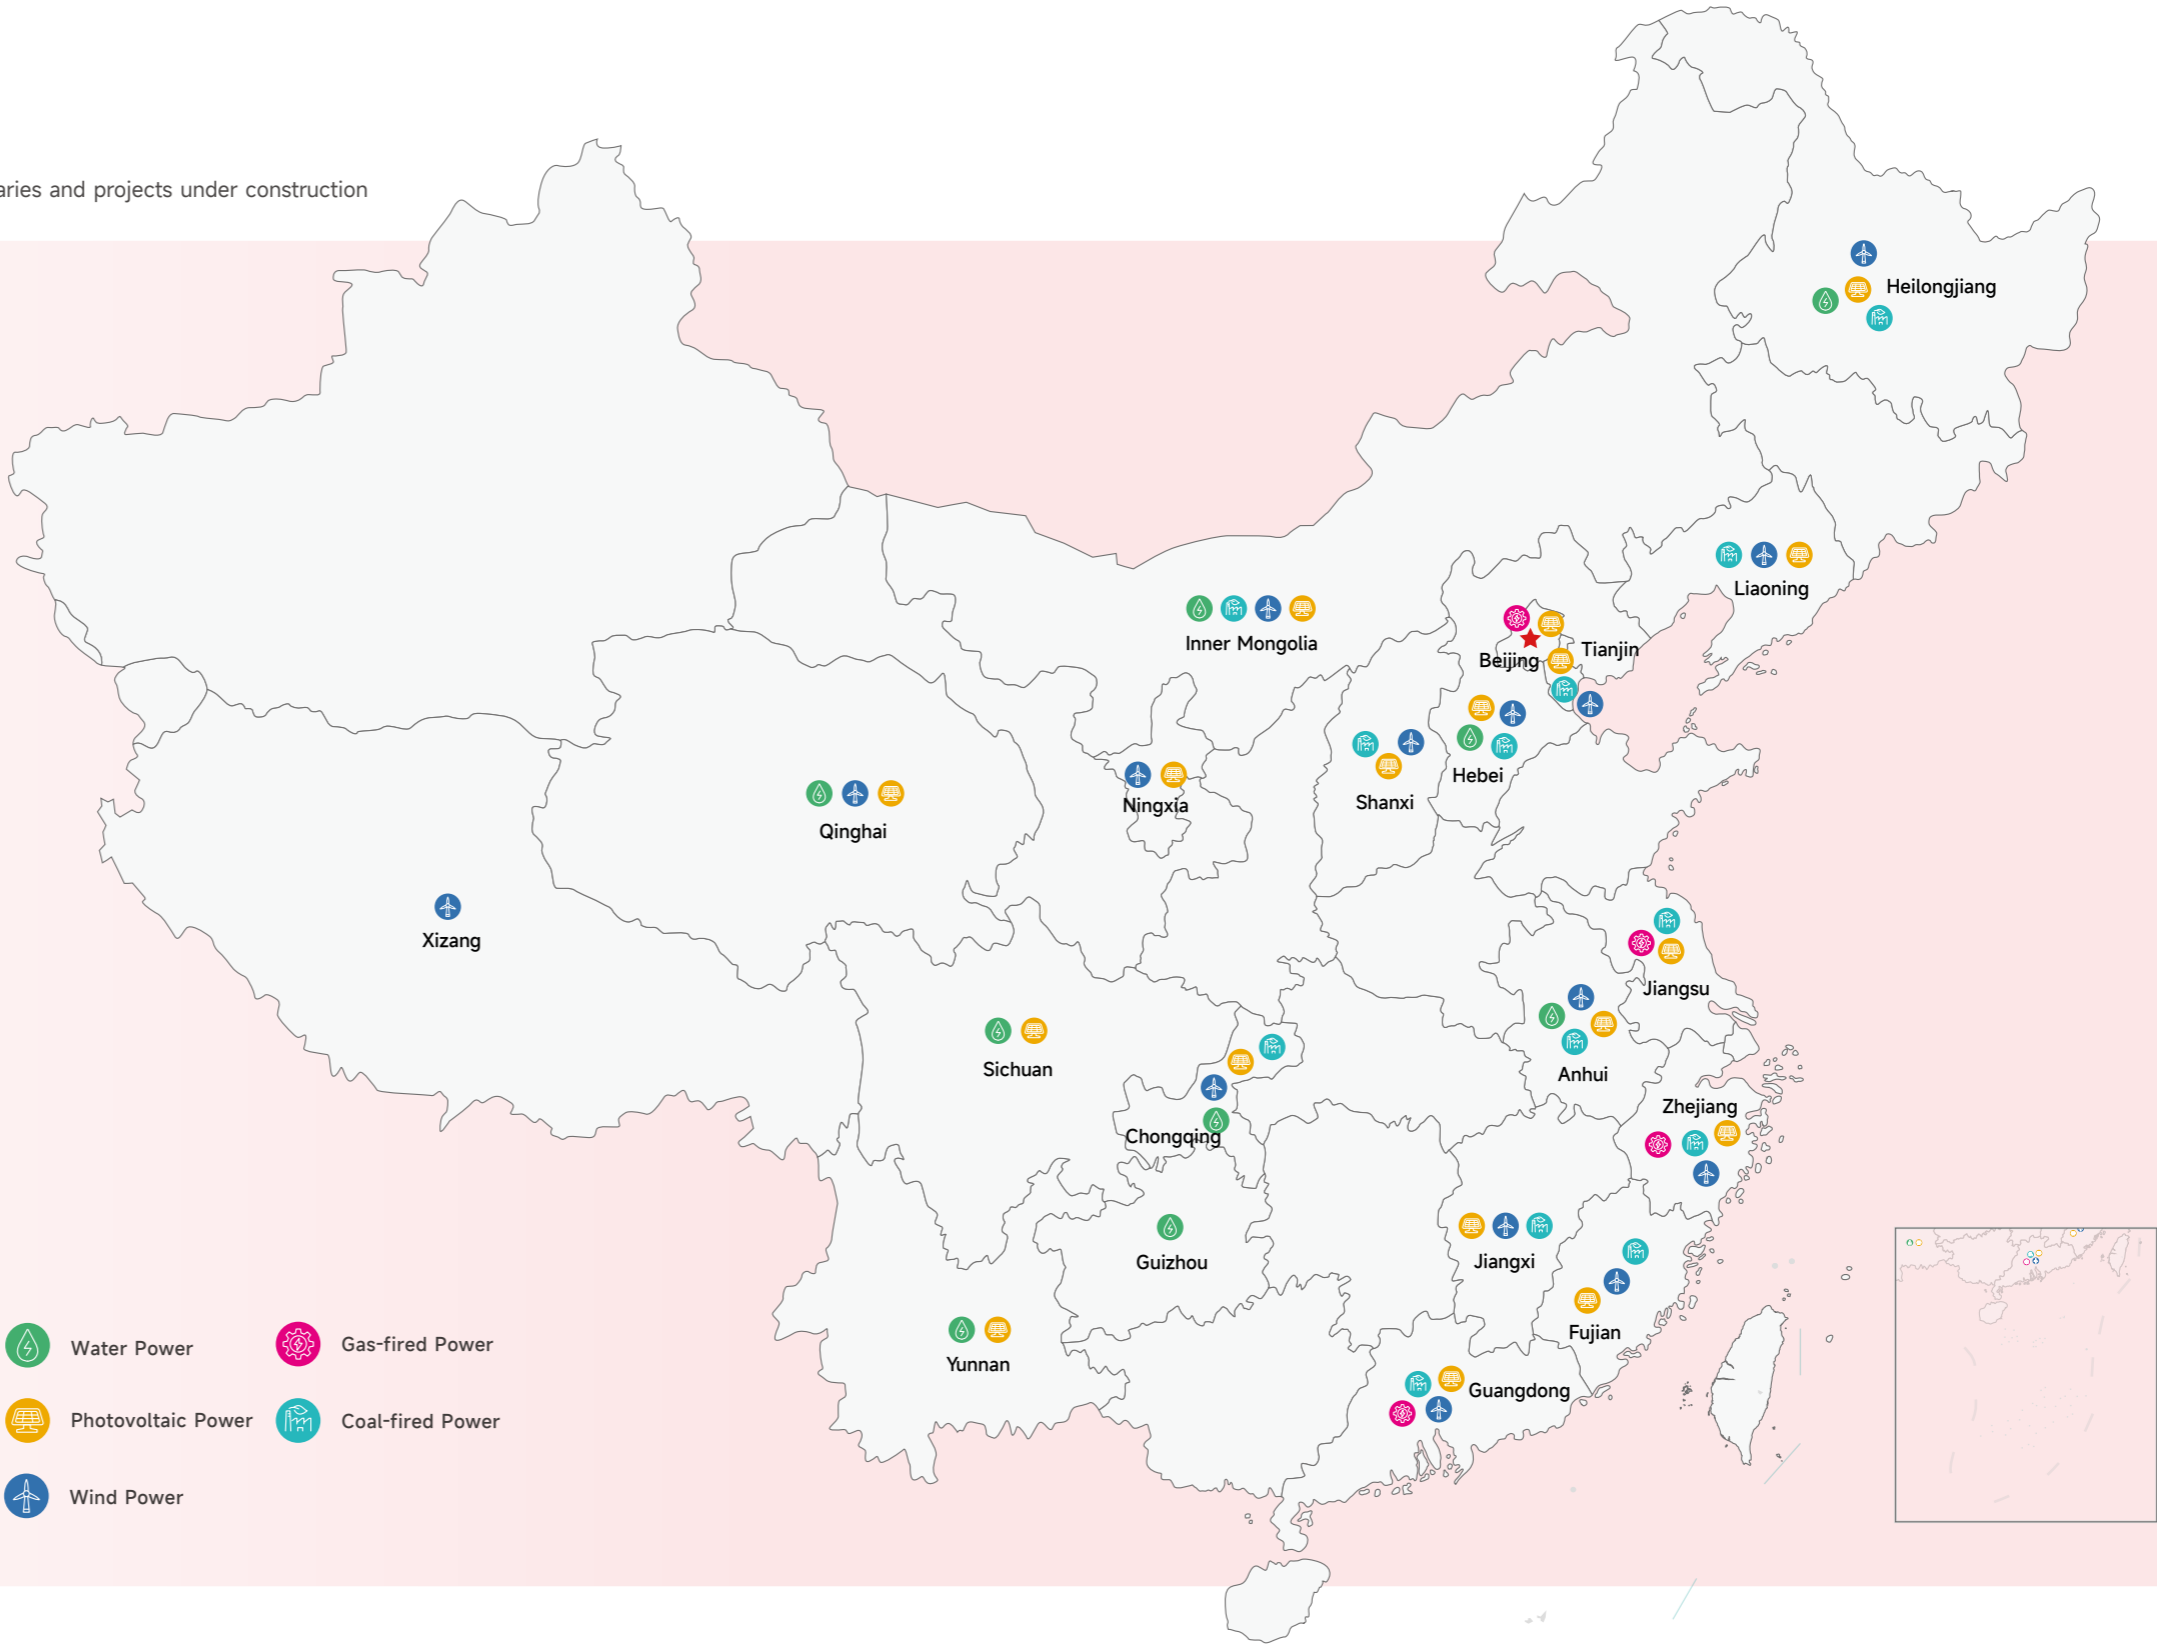 aries and projects under construction
Heilongjiang
Liaoning
Inner Mongolia
Beijing
Tianjin
Hebei
Shanxi
Ningxia
Qinghai
Xizang
Jiangsu
Anhui
Sichuan
Chongqing
Zhejiang
Guizhou
Jiangxi
Fujian
Yunnan
Guangdong
Water Power
Gas-fired Power
Photovoltaic Power
Coal-fired Power
Wind Power